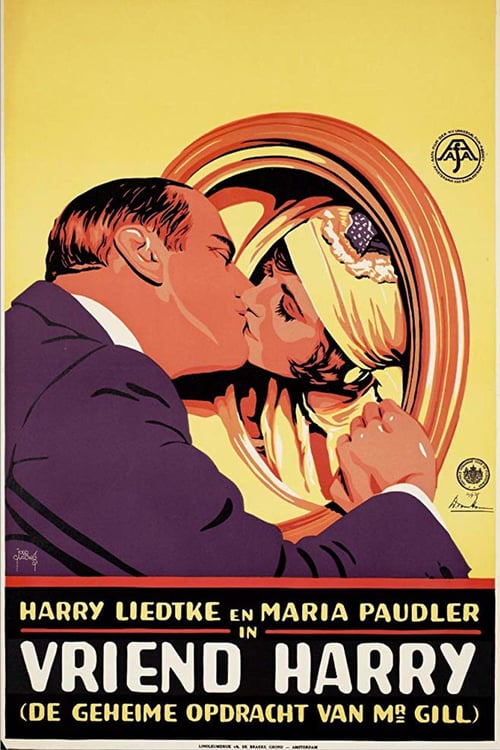 HARRY LIEDTKE EN MARIA PAUDLER
IN
VRIEND HARRY
(DE GEHEIME OPDRACHT VAN MR GILL)